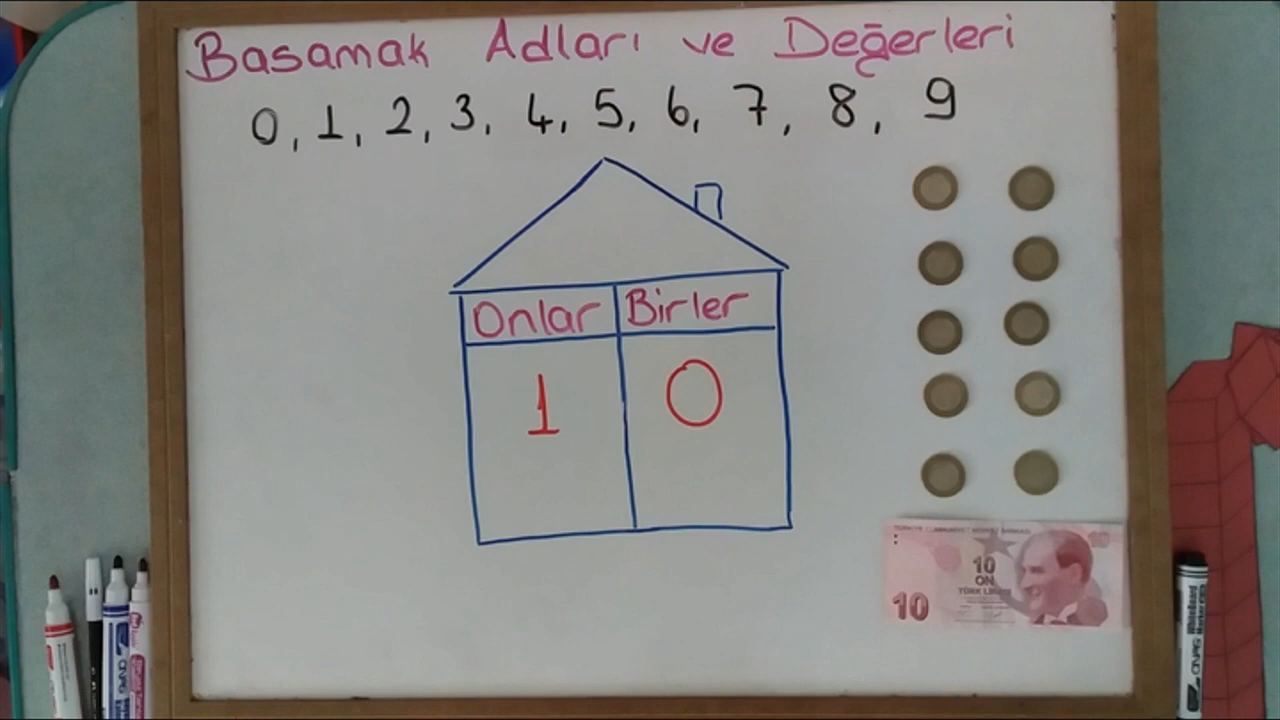 Basamak Adları ve Değerleri
0, 1, 2, 3, 4, 5, 6, 7, 8, 9
Onlar Birler
1 0
10
ON
TÜRK LİRASI
10